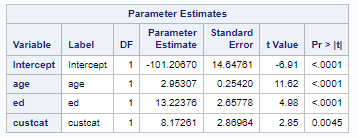 Parameter Estimates
Variable Label DF Parameter Estimate Standard Error t Value Pr > |t|
Intercept Intercept 1 -101.20670 14.64761 -6.91 <.0001
age age 1 2.95307 0.25420 11.62 <.0001
ed ed 1 13.22376 2.65778 4.98 <.0001
custcat custcat 1 8.17261 2.86964 2.85 0.0045